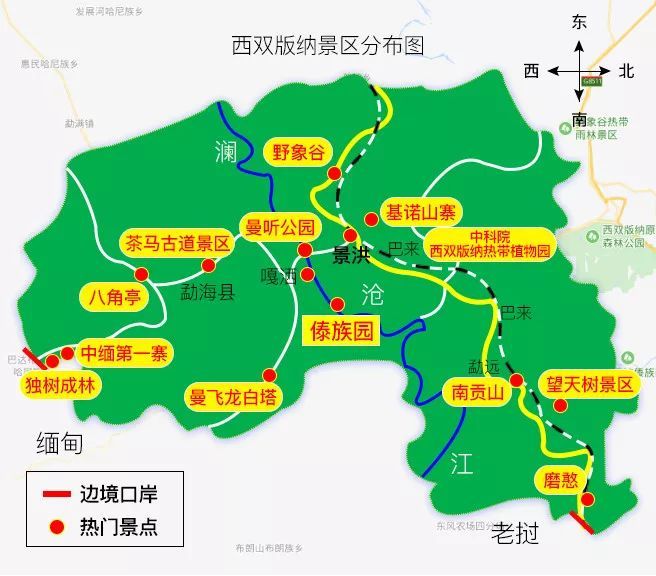 发展河哈尼族乡
西双版纳景区分布图
东
西
北
南
G8511
惠民哈尼族乡
勐满镇
象谷热带
雨林景区
澜
野象谷
基诺山寨
曼听公园
中科院
西双版纳热带植物园
西双版纳原
森林公园
茶马古道景区
景洪
巴来
嘎洒
八角亭
勐海县
沧
巴来
傣族园
中缅第一寨
独树成林
勐远
南贡山
望天树景区
曼飞龙白塔
缅甸
江
磨憨
边境口岸
热门景点
东风农场四分
老挝
布朗山布朗族乡